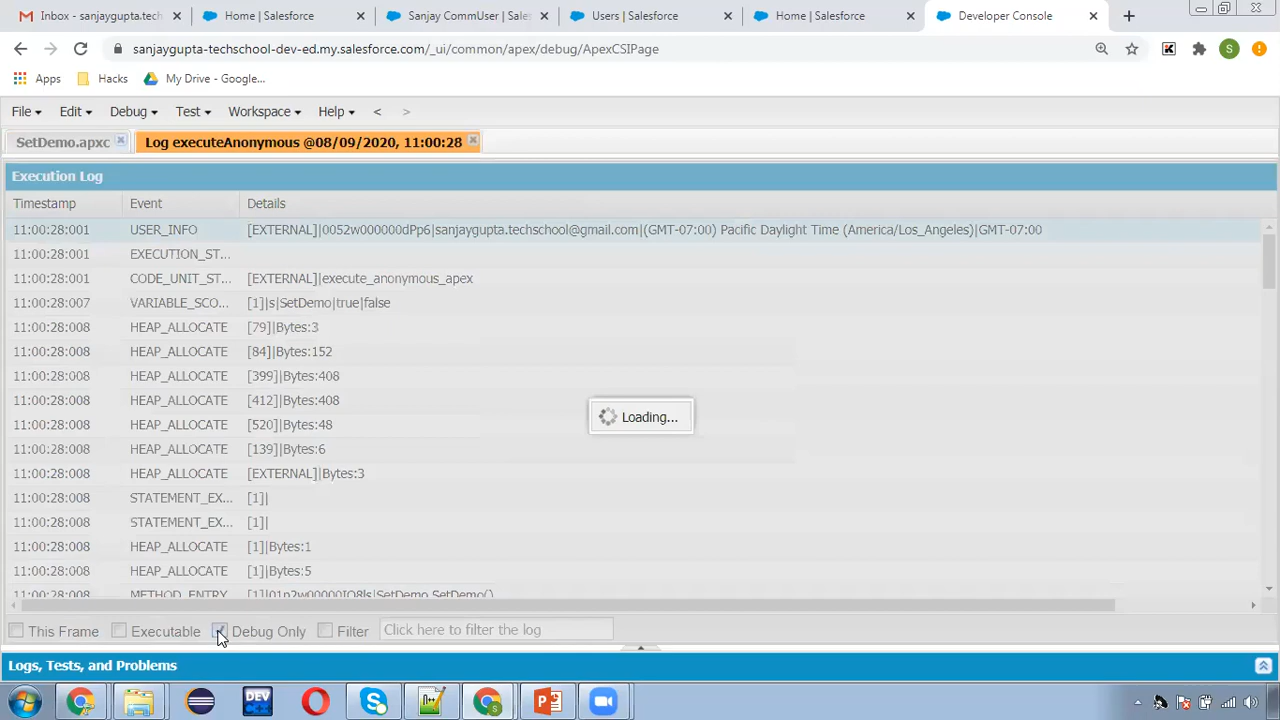 Inbox - sanjaygupta.tech
Home | Salesforce
Sanjay CommUser | Sales
Users | Salesforce
Home | Salesforce
Developer Console
sanjaygupta-techschool-dev-ed.my.salesforce.com/_ui/common/apex/debug/ApexCSIPage
Apps
Hacks
My Drive - Google...
File
Edit
Debug
Test
Workspace
Help
<
>
SetDemo.apxc
Log executeAnonymous @08/09/2020, 11:00:28
Execution Log
Timestamp
Event
Details
11:00:28:001 USER_INFO [EXTERNAL]|0052w000000dPp6|sanjaygupta.techschool@gmail.com|(GMT-07:00) Pacific Daylight Time (America/Los_Angeles)|GMT-07:00
11:00:28:001 EXECUTION_ST...
11:00:28:001 CODE_UNIT_ST... [EXTERNAL]|execute_anonymous_apex
11:00:28:007 VARIABLE_SCO... [1]|s|SetDemo|true|false
11:00:28:008 HEAP_ALLOCATE [79]|Bytes:3
11:00:28:008 HEAP_ALLOCATE [84]|Bytes:152
11:00:28:008 HEAP_ALLOCATE [399]|Bytes:408
11:00:28:008 HEAP_ALLOCATE [412]|Bytes:408
11:00:28:008 HEAP_ALLOCATE [520]|Bytes:48
11:00:28:008 HEAP_ALLOCATE [139]|Bytes:6
11:00:28:008 HEAP_ALLOCATE [EXTERNAL]|Bytes:3
11:00:28:008 STATEMENT_EX... [1]|
11:00:28:008 STATEMENT_EX... [1]|
11:00:28:008 HEAP_ALLOCATE [1]|Bytes:1
11:00:28:008 HEAP_ALLOCATE [1]|Bytes:5
11:00:28:008 METHOD_ENTRY [1]|01p2w00000IO8ls|SetDemo.SetDemo()
Loading...
This Frame
Executable
Debug Only
Filter
Click here to filter the log
Logs, Tests, and Problems